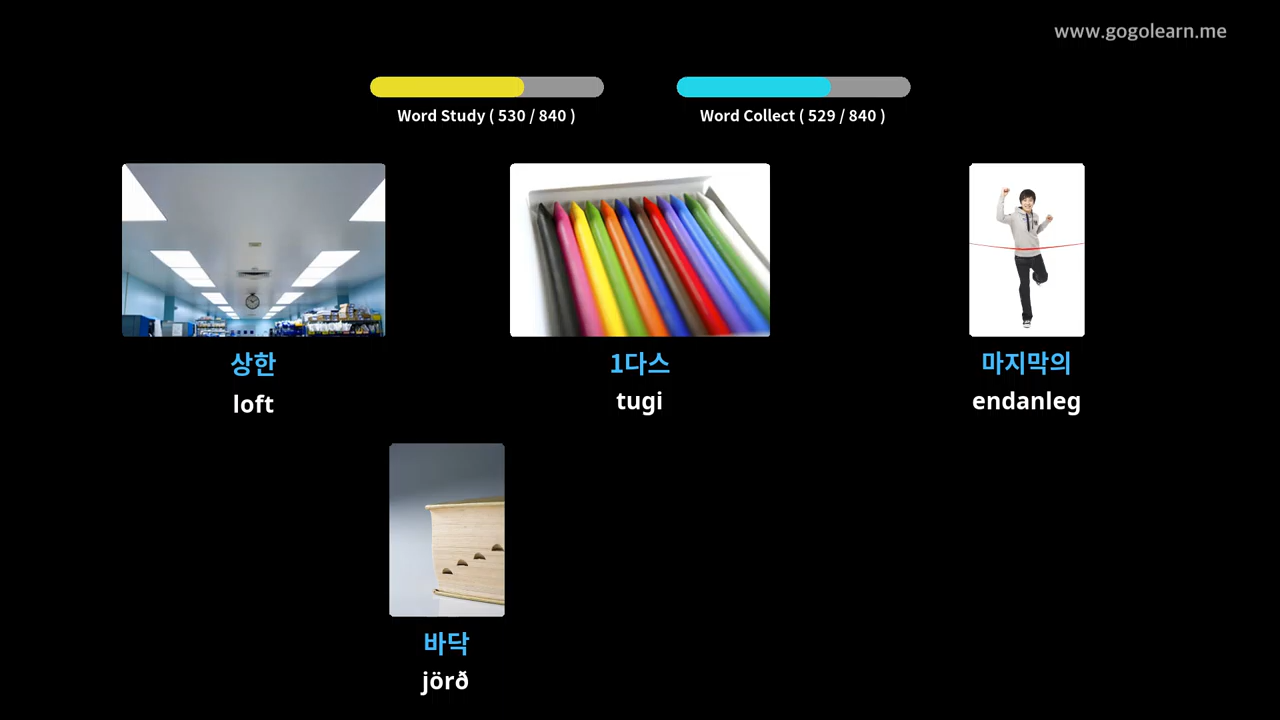 www.gogolearn.me
Word Study ( 530 / 840 )
Word Collect ( 529 / 840 )
상한
loft
1다스
tugi
마지막의
endanleg
바닥
jörð